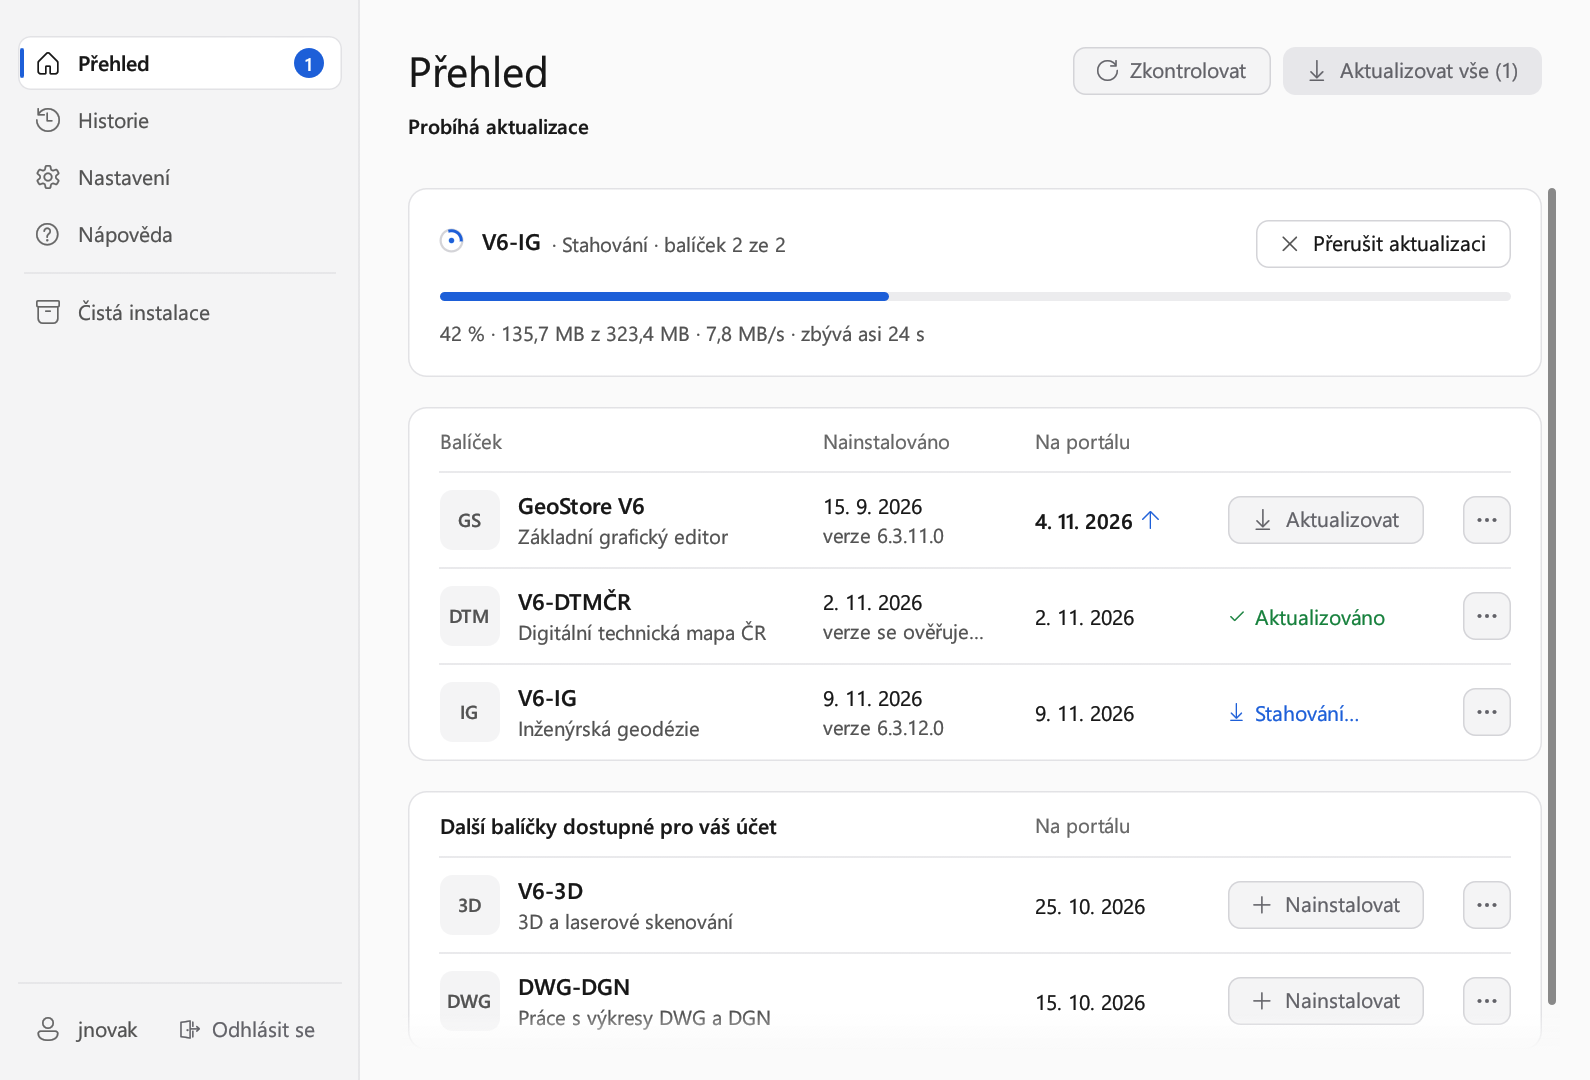 Přehled
1
Historie
Nastavení
Nápověda
Čistá instalace
jnovak
Odhlásit se
Přehled
Zkontrolovat
Aktualizovat vše (1)
Probíhá aktualizace
V6-IG · Stahování · balíček 2 ze 2
Přerušit aktualizaci
42 % · 135,7 MB z 323,4 MB · 7,8 MB/s · zbývá asi 24 s
Balíček Nainstalováno Na portálu
GS
GeoStore V6
Základní grafický editor
15. 9. 2026
verze 6.3.11.0
4. 11. 2026
Aktualizovat
DTM
V6-DTMČR
Digitální technická mapa ČR
2. 11. 2026
verze se ověřuje...
2. 11. 2026
Aktualizováno
IG
V6-IG
Inženýrská geodézie
9. 11. 2026
verze 6.3.12.0
9. 11. 2026
Stahování...
Další balíčky dostupné pro váš účet Na portálu
3D
V6-3D
3D a laserové skenování
25. 10. 2026
Nainstalovat
DWG
DWG-DGN
Práce s výkresy DWG a DGN
15. 10. 2026
Nainstalovat